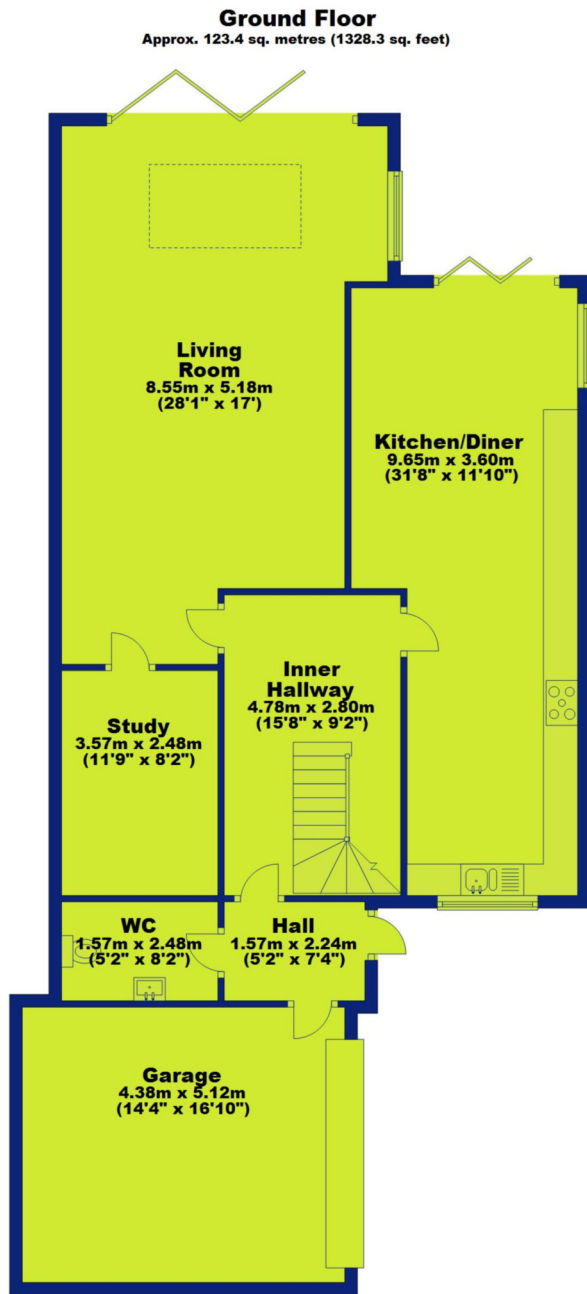 Ground Floor
Approx. 123.4 sq. metres (1328.3 sq. feet)
Living
Room
8.55m x 5.18m
(28'1" x 17')
Kitchen/Diner
9.65m x 3.60m
(31'8" x 11'10")
Inner
Hallway
4.78m x 2.80m
(15'8" x 9'2")
Study
3.57m x 2.48m
(11'9" x 8'2")
WC
1.57m x 2.48m
(5'2" x 8'2")
Hall
1.57m x 2.24m
(5'2" x 7'4")
Garage
4.38m x 5.12m
(14'4" x 16'10")